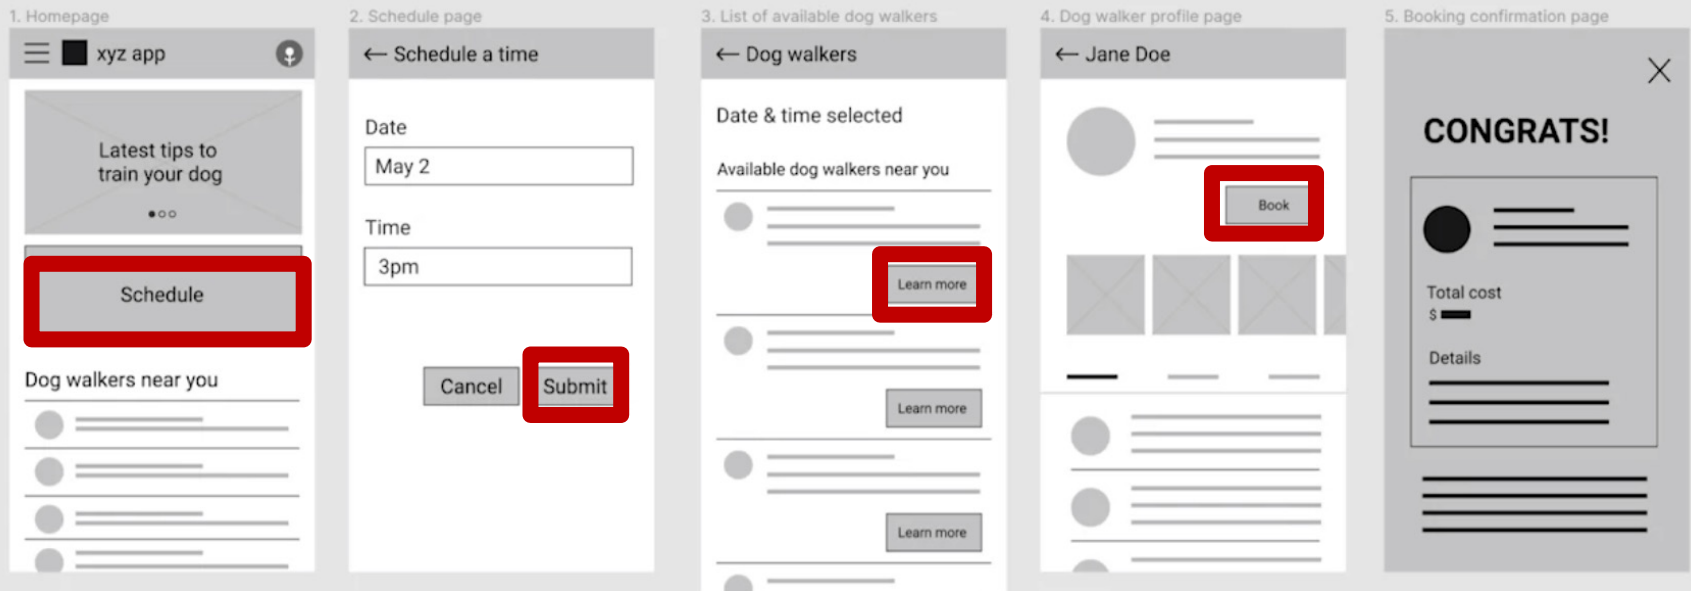 1. Homepage
xyz app
Latest tips to
train your dog
Schedule
Dog walkers near you
2. Schedule page
← Schedule a time
Date
May 2
Time
3pm
Cancel
Submit
3. List of available dog walkers
← Dog walkers
Date & time selected
Available dog walkers near you
Learn more
Learn more
Learn more
4. Dog walker profile page
← Jane Doe
Book
5. Booking confirmation page
CONGRATS!
Total cost
$
Details